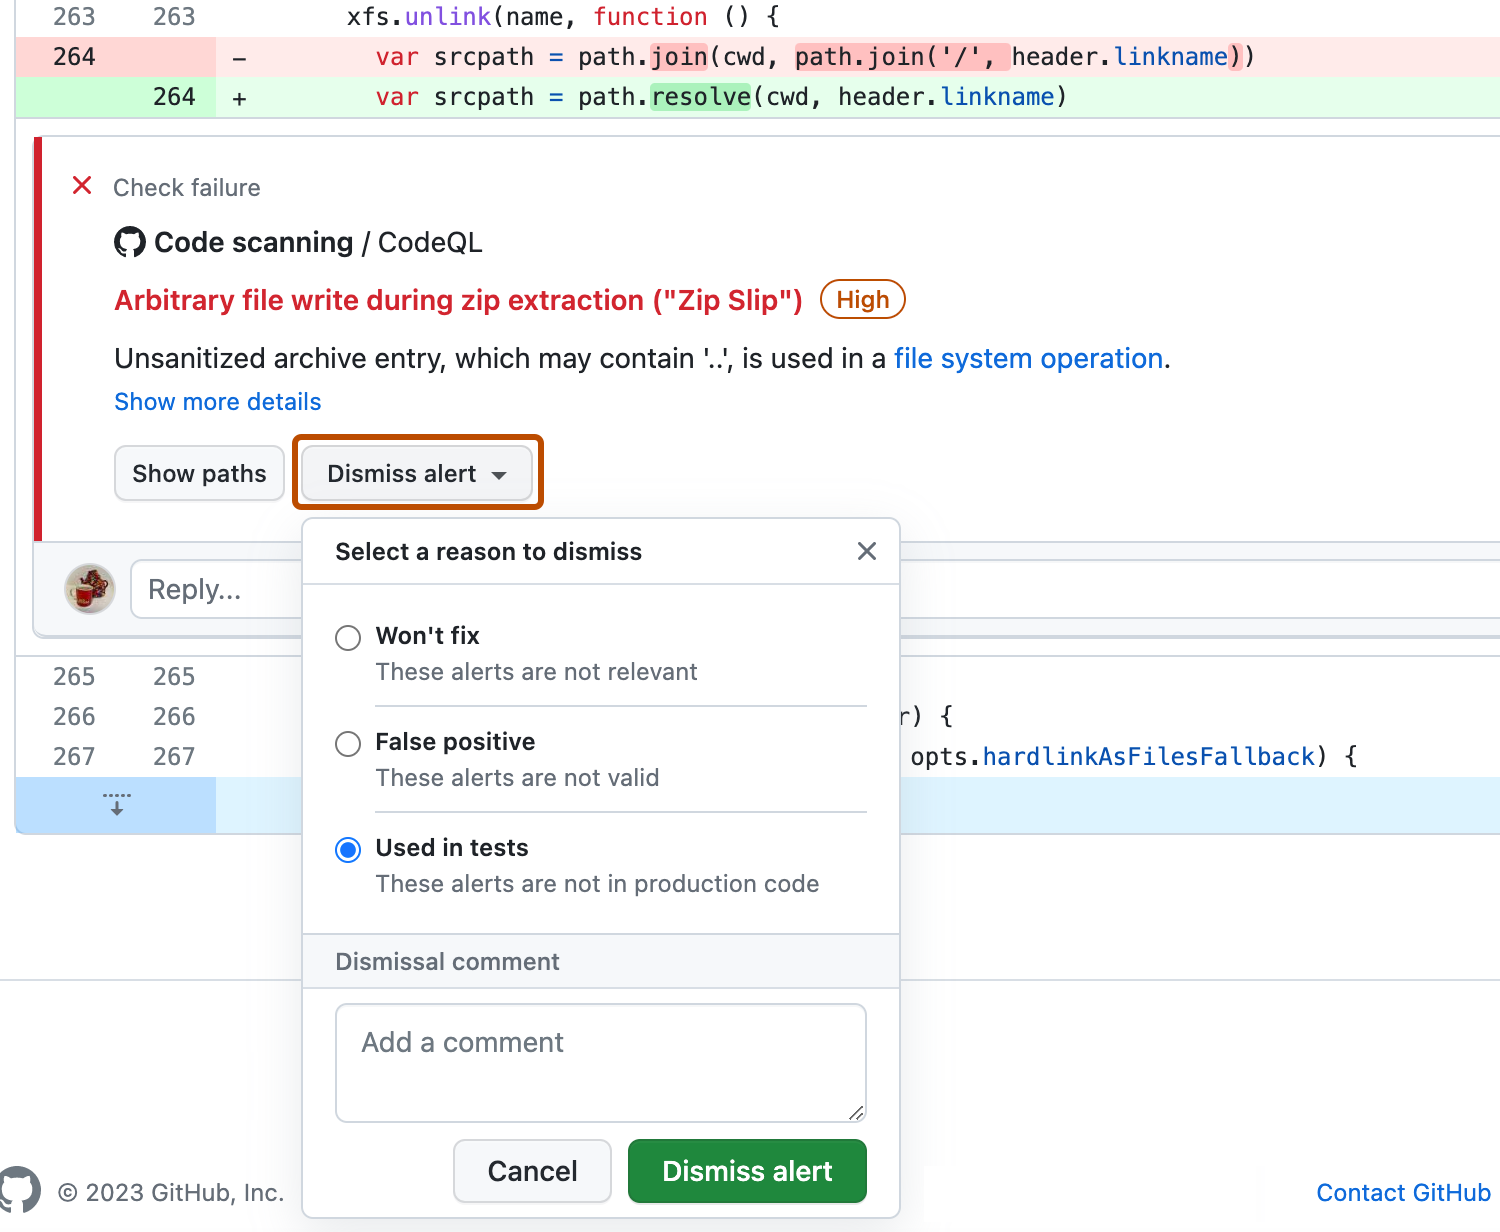 263 263 xfs.unlink(name, function () {
264 - var srcpath = path.join(cwd, path.join('/', header.linkname))
264 + var srcpath = path.resolve(cwd, header.linkname)
Check failure
Code scanning / CodeQL
Arbitrary file write during zip extraction ("Zip Slip") High
Unsanitized archive entry, which may contain '..', is used in a file system operation.
Show more details
Show paths Dismiss alert
Select a reason to dismiss
Reply...
Won't fix
These alerts are not relevant
265 265
266 266 r) {
False positive
267 267 opts.hardlinkAsFilesFallback) {
These alerts are not valid
Used in tests
These alerts are not in production code
Dismissal comment
Add a comment
Cancel Dismiss alert
© 2023 GitHub, Inc. Contact GitHub